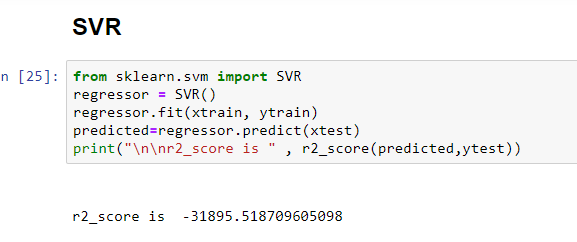 SVR
n [25]:
from sklearn.svm import SVR
regressor = SVR()
regressor.fit(xtrain, ytrain)
predicted=regressor.predict(xtest)
print("\n\nr2_score is " , r2_score(predicted,ytest))
r2_score is  -31895.518709605098